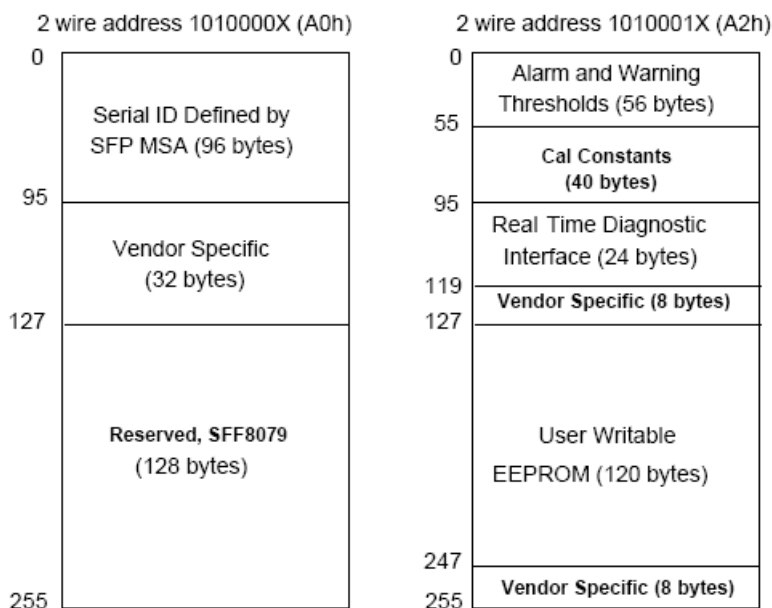 2 wire address 1010000X (A0h)
0
Serial ID Defined by
SFP MSA (96 bytes)
95
Vendor Specific
(32 bytes)
127
Reserved, SFF8079
(128 bytes)
255
2 wire address 1010001X (A2h)
0
Alarm and Warning
Thresholds (56 bytes)
55
Cal Constants
(40 bytes)
95
Real Time Diagnostic
Interface (24 bytes)
119
Vendor Specific (8 bytes)
127
User Writable
EEPROM (120 bytes)
247
Vendor Specific (8 bytes)
255